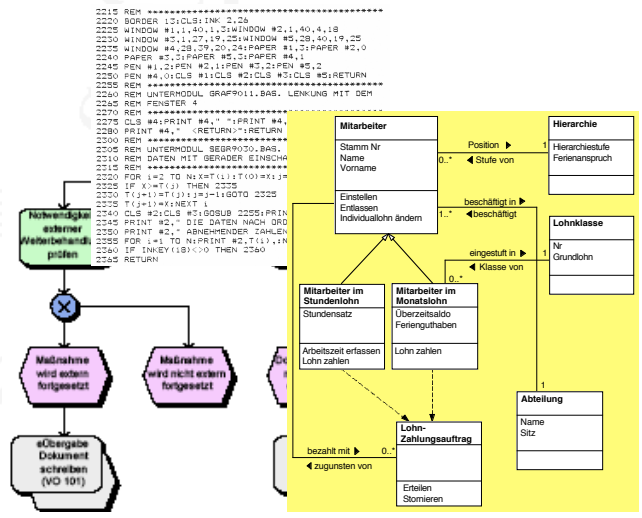 2215 REM **********************************
2220 BORDER 13:CLS:INK 2,26
2225 WINDOW #1,1,40,1,3:WINDOW #2,1,40,4,18
2230 WINDOW #3,1,27,19,25:WINDOW #5,28,40,19,25
2235 WINDOW #4,28,39,20,24:PAPER #1,3:PAPER #2,0
2240 PAPER #3,3:PAPER #5,3:PAPER #4,1
2245 PEN #1,2:PEN #2,1:PEN #3,2:PEN #5,2
2250 PEN #4,0:CLS #1:CLS #2:CLS #3:CLS #5:RETURN
2255 REM **********************************
2260 REM UNTERMODUL GRAF9011.BAS. LENKUNG MIT DEM
2265 REM FENSTER 4
2270 REM
2275 CLS #4:PRINT #4," ":PRINT #4,
2280 PRINT #4," <RETURN>":RETURN
2300 REM
2305 REM UNTERMODUL SEGR9030.BAS.
2310 REM DATEN MIT GERADER EINSCHA
2315 REM
2320 FOR i=2 TO N:X=T(i):T(0)=X:j=
2325 IF X>=T(j) THEN 2335
2330 T(j+1)=T(j):j=j-1:GOTO 2325
2335 T(j+1)=X:NEXT i
2340 CLS #2:CLS #3:GOSUB 2255:PRIN
2345 PRINT #2," DIE DATEN NACH ORD
2350 PRINT #2," ABNEHMENDER ZAHLEN
2355 FOR i=1 TO N:PRINT #2,T(i),:N
2360 IF INKEY(18)<>0 THEN 2360
2365 RETURN
Notwendigkei
externer
Weiterbehandlu
prüfen
Maßnahme
wird extern
fortgesetzt
Maßnahme
wird nicht extern
fortgesetzt
eÜbergabe
Dokument
schreiben
(VO 101)
Mitarbeiter
Stamm Nr
Name
Vorname
Einstellen
Entlassen
Individuallohn ändern
Position ▶
0..*
1
◀ Stufe von
Hierarchie
Hierarchiestufe
Ferienanspruch
beschäftigt in ▶
1..*
◀ beschäftigt
Lohnklasse
Nr
Grundlohn
eingestuft in ▶
1
◀ Klasse von
0..*
Mitarbeiter im
Stundenlohn
Stundensatz
Arbeitszeit erfassen
Lohn zahlen
Mitarbeiter im
Monatslohn
Überzeitsaldo
Ferienguthaben
Lohn zahlen
1
Abteilung
Name
Sitz
Lohn-
Zahlungsauftrag
Erteilen
Stornieren
bezahlt mit ▶
0..*
◀ zugunsten von